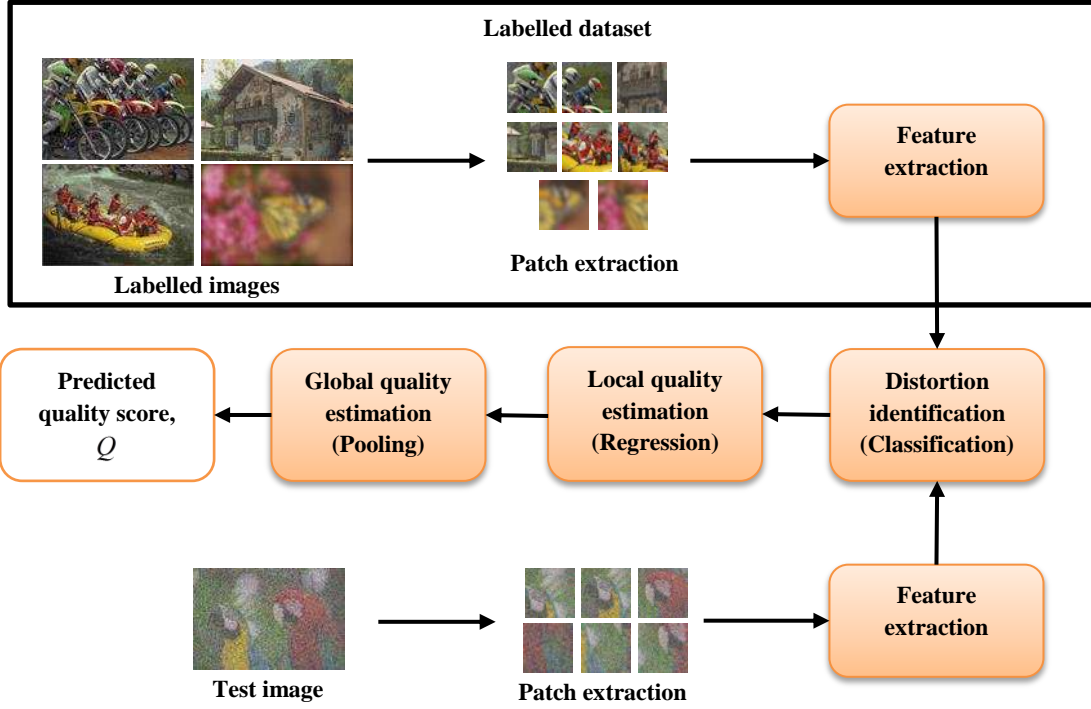 Labelled dataset
Feature
extraction
Patch extraction
Labelled images
Predicted
quality score,
Q
Global quality
estimation
(Pooling)
Local quality
estimation
(Regression)
Distortion
identification
(Classification)
Feature
extraction
Test image
Patch extraction